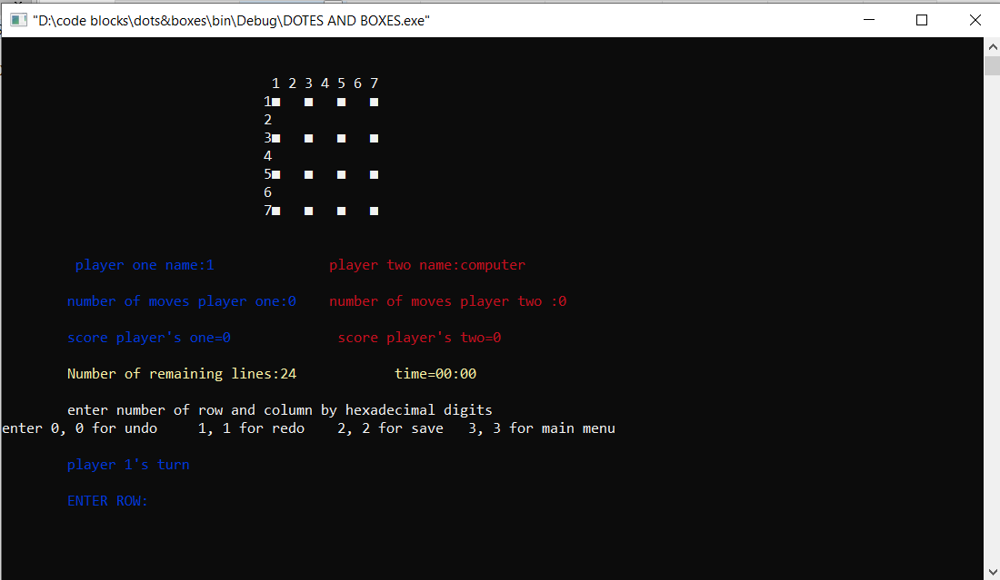 "D:\code blocks\dots&boxes\bin\Debug\DOTES AND BOXES.exe"
1 2 3 4 5 6 7
1
2
3
4
5
6
7
player one name:1 player two name:computer
number of moves player one:0 number of moves player two :0
score player's one=0 score player's two=0
Number of remaining lines:24 time=00:00
enter number of row and column by hexadecimal digits
enter 0, 0 for undo 1, 1 for redo 2, 2 for save 3, 3 for main menu
player 1's turn
ENTER ROW: